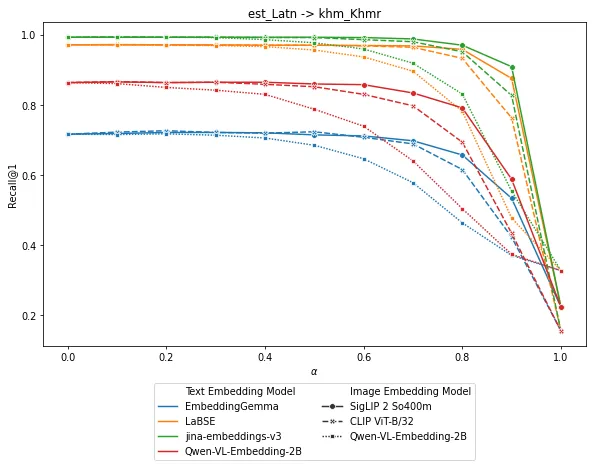 est_Latn -> khm_Khmr
Recall@1
1.0
0.8
0.6
0.4
0.2
0.0 0.2 0.4 0.6 0.8 1.0
α
Text Embedding Model Image Embedding Model
EmbeddingGemma SigLIP 2 So400m
LaBSE CLIP ViT-B/32
jina-embeddings-v3 Qwen-VL-Embedding-2B
Qwen-VL-Embedding-2B